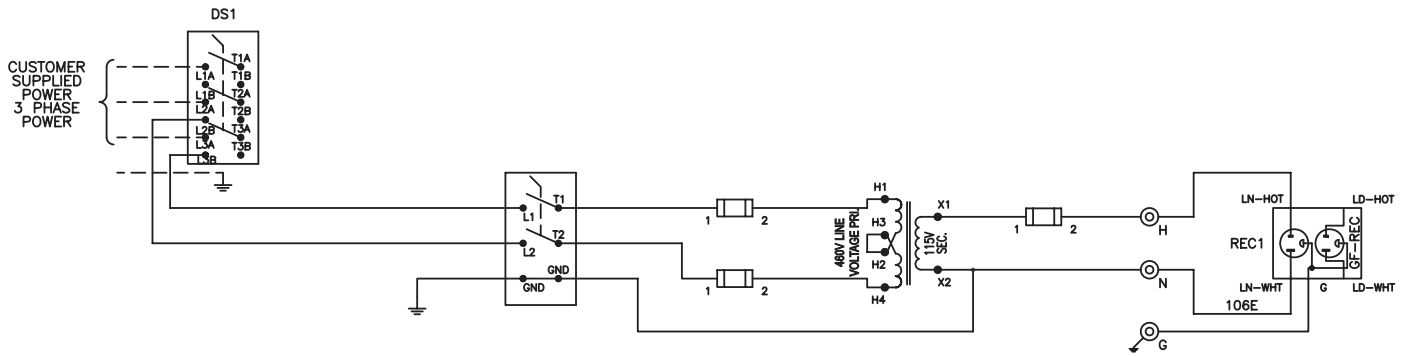 DS1
CUSTOMER
SUPPLIED
POWER
3 PHASE
POWER
T1A
L1A
T1B
L1B
T2A
L2A
T2B
L2B
T3A
L3A
T3B
L3B
T1
L1
T2
L2
GND
GND
1
2
1
2
H1
H3
H2
H4
460V LINE
VOLTAGE PRI.
X1
115V
SEC.
X2
1
2
H
N
G
LN-HOT
LD-HOT
REC1
GF-REC
G
G
LN-WHT
G
LD-WHT
106E